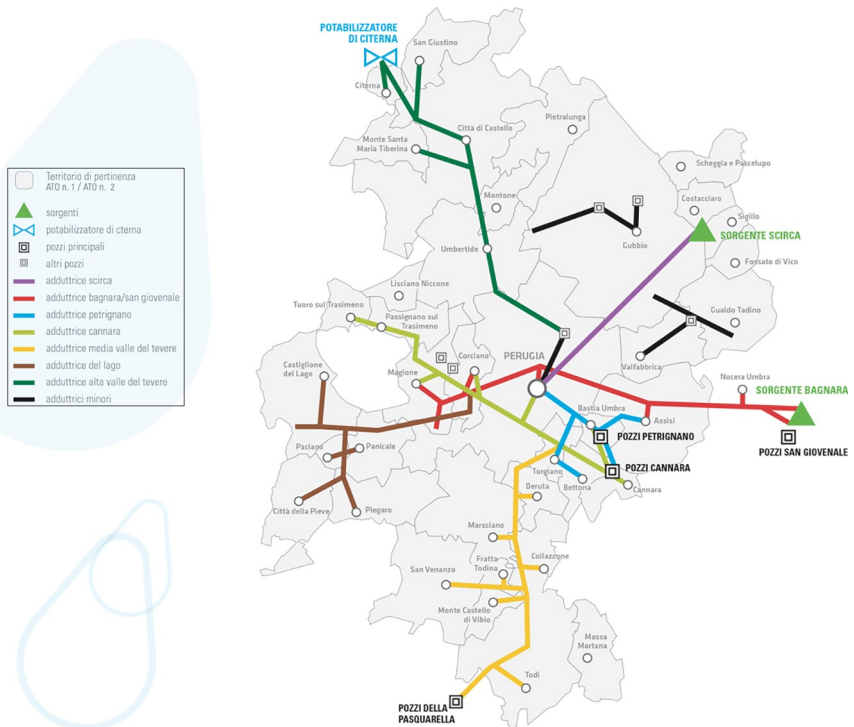 POTABILIZZATORE
DI CITERNA
San Giustino
Citerna
Pietralunga
Città di Castello
Monte Santa
Maria Tiberina
Scheggia e Pascelupo
Territorio di pertinenza
ATO n. 1 / ATO n. 2
sorgenti
potabilizzatore di cterna
pozzi principali
altri pozzi
adduttrice scirca
adduttrice bagnara/san giovenale
adduttrice petrignano
adduttrice cannara
adduttrice media valle del tevere
adduttrice del lago
adduttrice alta valle del tevere
adduttrici minori
Montone
Costacciaro
Sigillo
SORGENTE SCIRCA
Umbertide
Gubbio
Fossato di Vico
Lisciano Niccone
Tuoro sul Trasimeno
Passignano sul
Trasimeno
Gualdo Tadino
Castiglione
del Lago
Corciano
PERUGIA
Valfabbrica
Magione
Nocera Umbra
SORGENTE BAGNARA
Bastia Umbra
Assisi
POZZI PETRIGNANO
POZZI SAN GIOVENALE
Paciano
Panicale
Torgiano
POZZI CANNARA
Bettona
Cannara
Deruta
Città della Pieve
Piegaro
Marsciano
Collazzone
San Venanzo
Fratta
Todina
Monte Castello
di Vibio
Massa
Martana
Todi
POZZI DELLA
PASQUARELLA